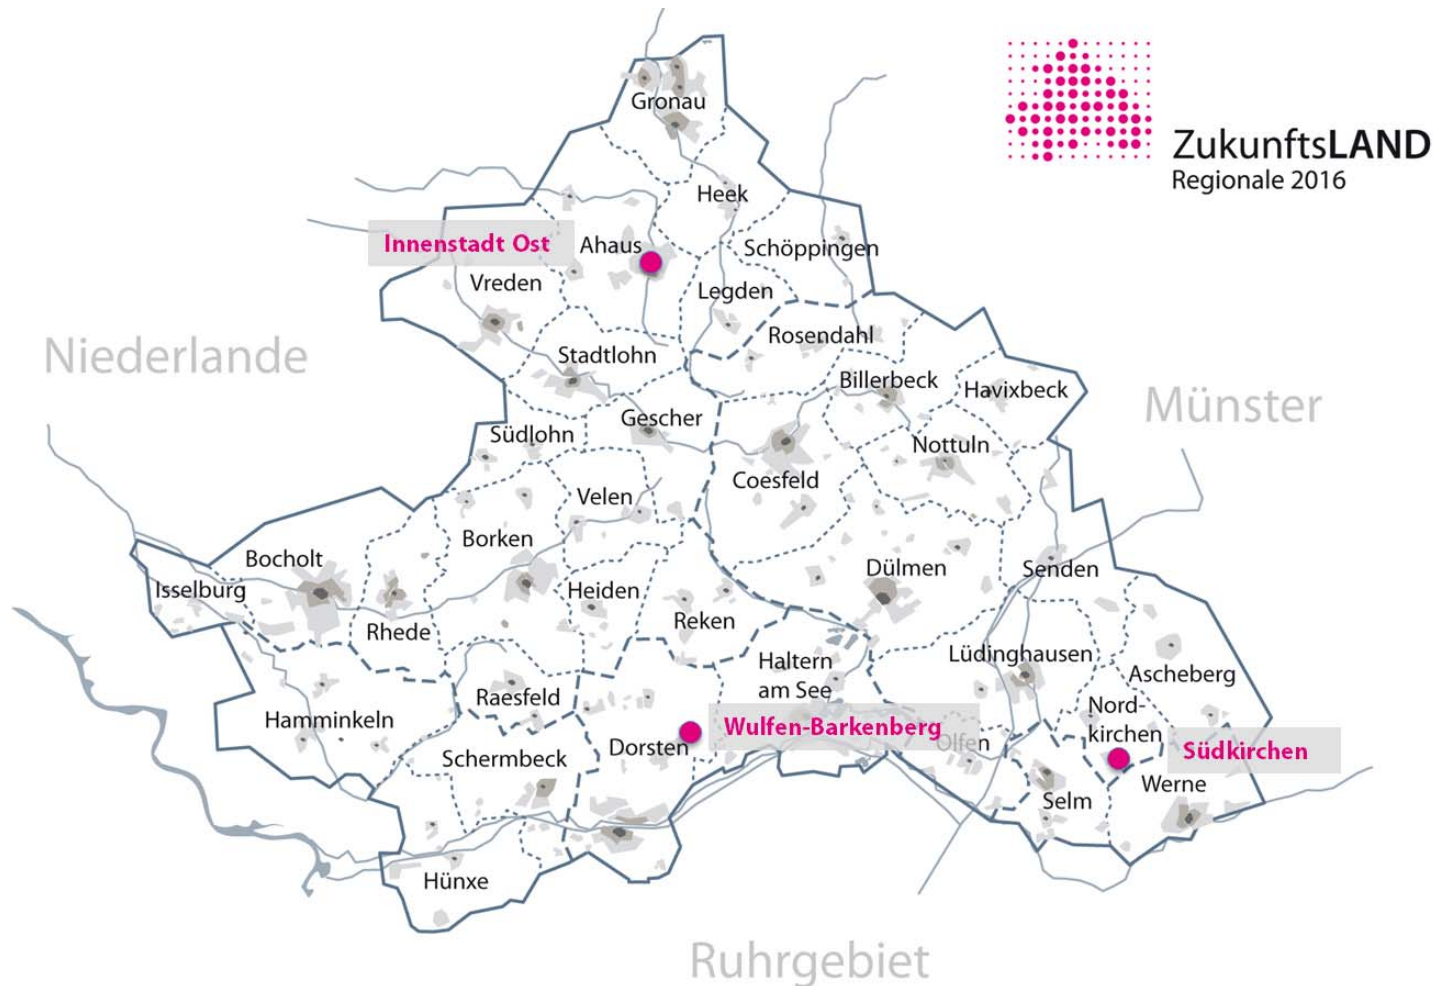 ZukunftsLAND
Regionale 2016
Gronau
Heek
Innenstadt Ost
Ahaus
Schöppingen
Vreden
Legden
Rosendahl
Niederlande
Stadtlohn
Billerbeck
Havixbeck
Münster
Gescher
Südlohn
Nottuln
Coesfeld
Velen
Borken
Bocholt
Dülmen
Senden
Isselburg
Heiden
Rhede
Reken
Lüdinghausen
Haltern
am See
Ascheberg
Raesfeld
Nord-
kirchen
Hamminkeln
Wulfen-Barkenberg
Dorsten
Olfen
Südkirchen
Schermbeck
Werne
Selm
Hünxe
Ruhrgebiet